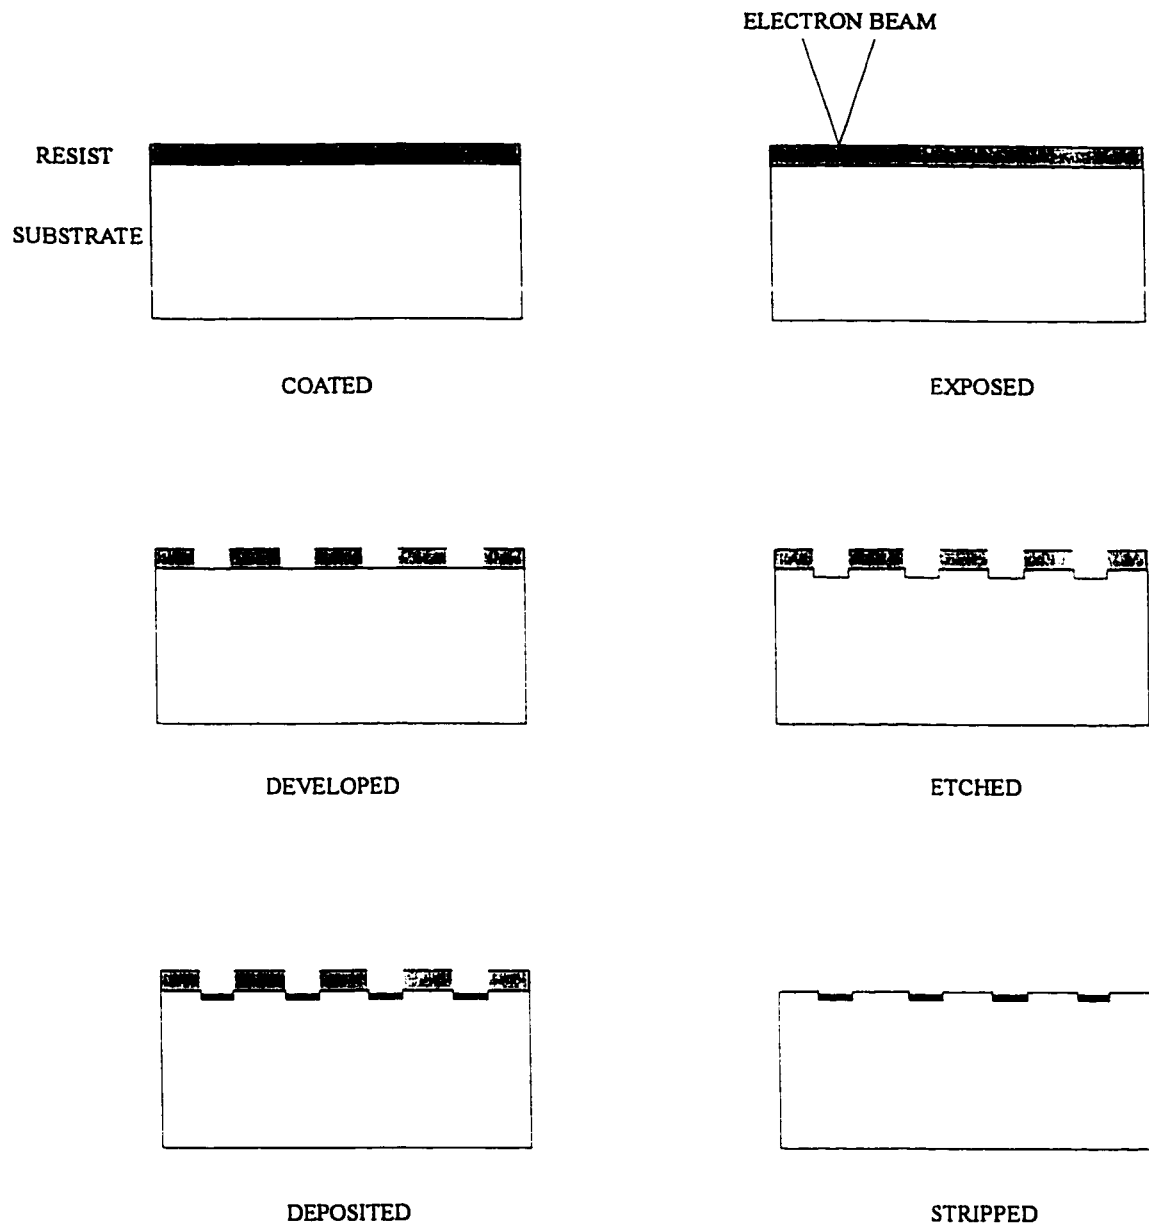 ELECTRON BEAM
RESIST
SUBSTRATE
COATED
EXPOSED
DEVELOPED
ETCHED
DEPOSITED
STRIPPED